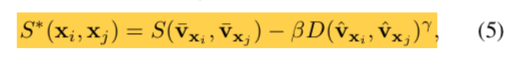 S*(x_i, x_j) = S(v̄_{x_i}, v̄_{x_j}) − βD(v̂_{x_i}, v̂_{x_j})^γ, (5)